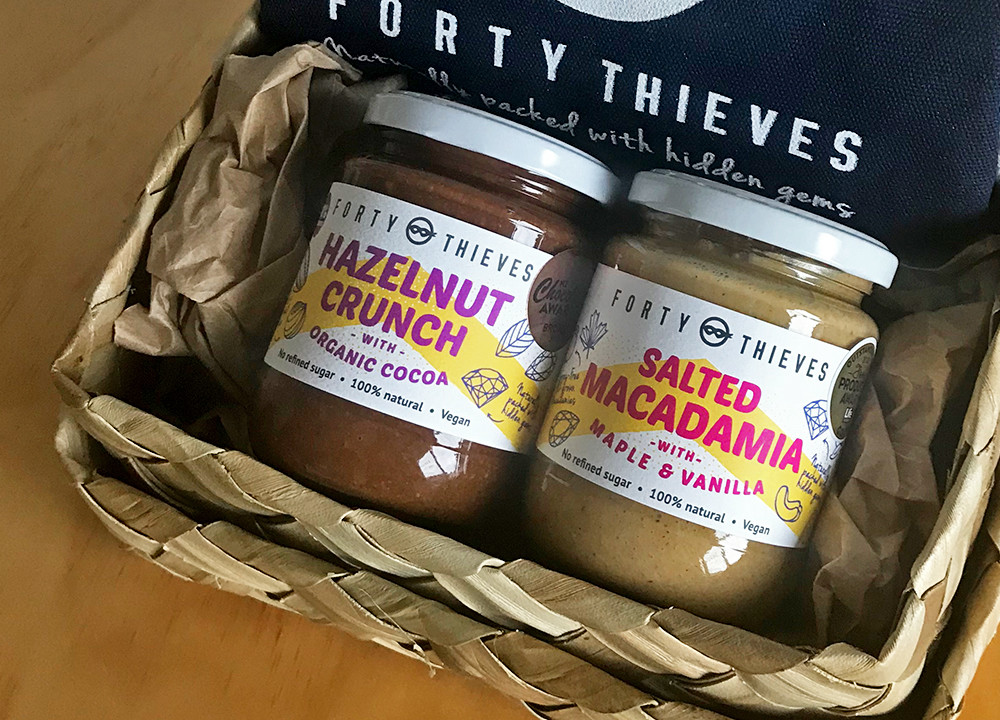 FORTY THIEVES
Naturally packed with hidden gems
FORTY THIEVES
HAZELNUT
CRUNCH
- WITH -
ORGANIC COCOA
No refined sugar • 100% natural • Vegan
FORTY THIEVES
SALTED
MACADAMIA
-WITH-
MAPLE & VANILLA
No refined sugar • 100% natural • Vegan